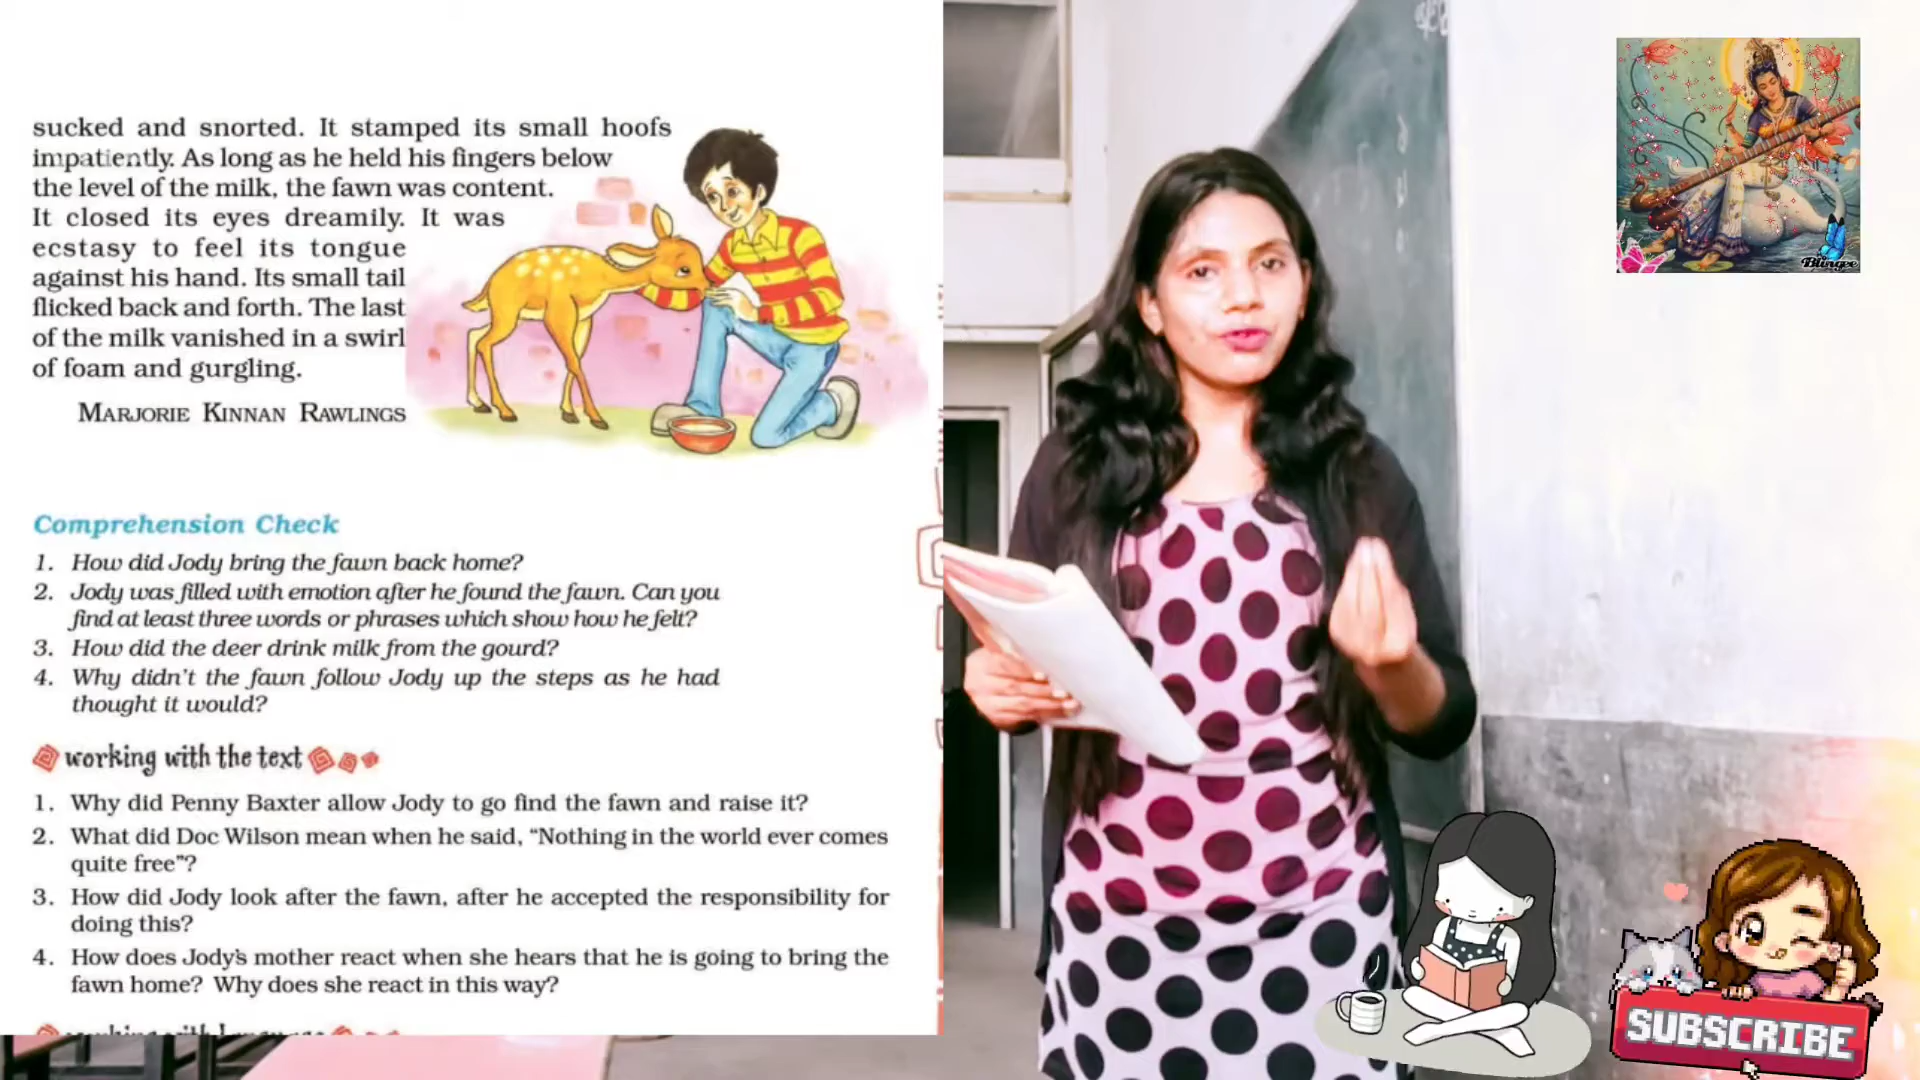 sucked and snorted. It stamped its small hoofs
impatiently. As long as he held his fingers below
the level of the milk, the fawn was content.
It closed its eyes dreamily. It was
ecstasy to feel its tongue
against his hand. Its small tail
flicked back and forth. The last
of the milk vanished in a swirl
of foam and gurgling.
MARJORIE KINNAN RAWLINGS
Comprehension Check
1. How did Jody bring the fawn back home?
2. Jody was filled with emotion after he found the fawn. Can you
find at least three words or phrases which show how he felt?
3. How did the deer drink milk from the gourd?
4. Why didn't the fawn follow Jody up the steps as he had
thought it would?
working with the text
1. Why did Penny Baxter allow Jody to go find the fawn and raise it?
2. What did Doc Wilson mean when he said, “Nothing in the world ever comes
quite free”?
3. How did Jody look after the fawn, after he accepted the responsibility for
doing this?
4. How does Jody's mother react when she hears that he is going to bring the
fawn home? Why does she react in this way?
Blingee
SUBSCRIBE